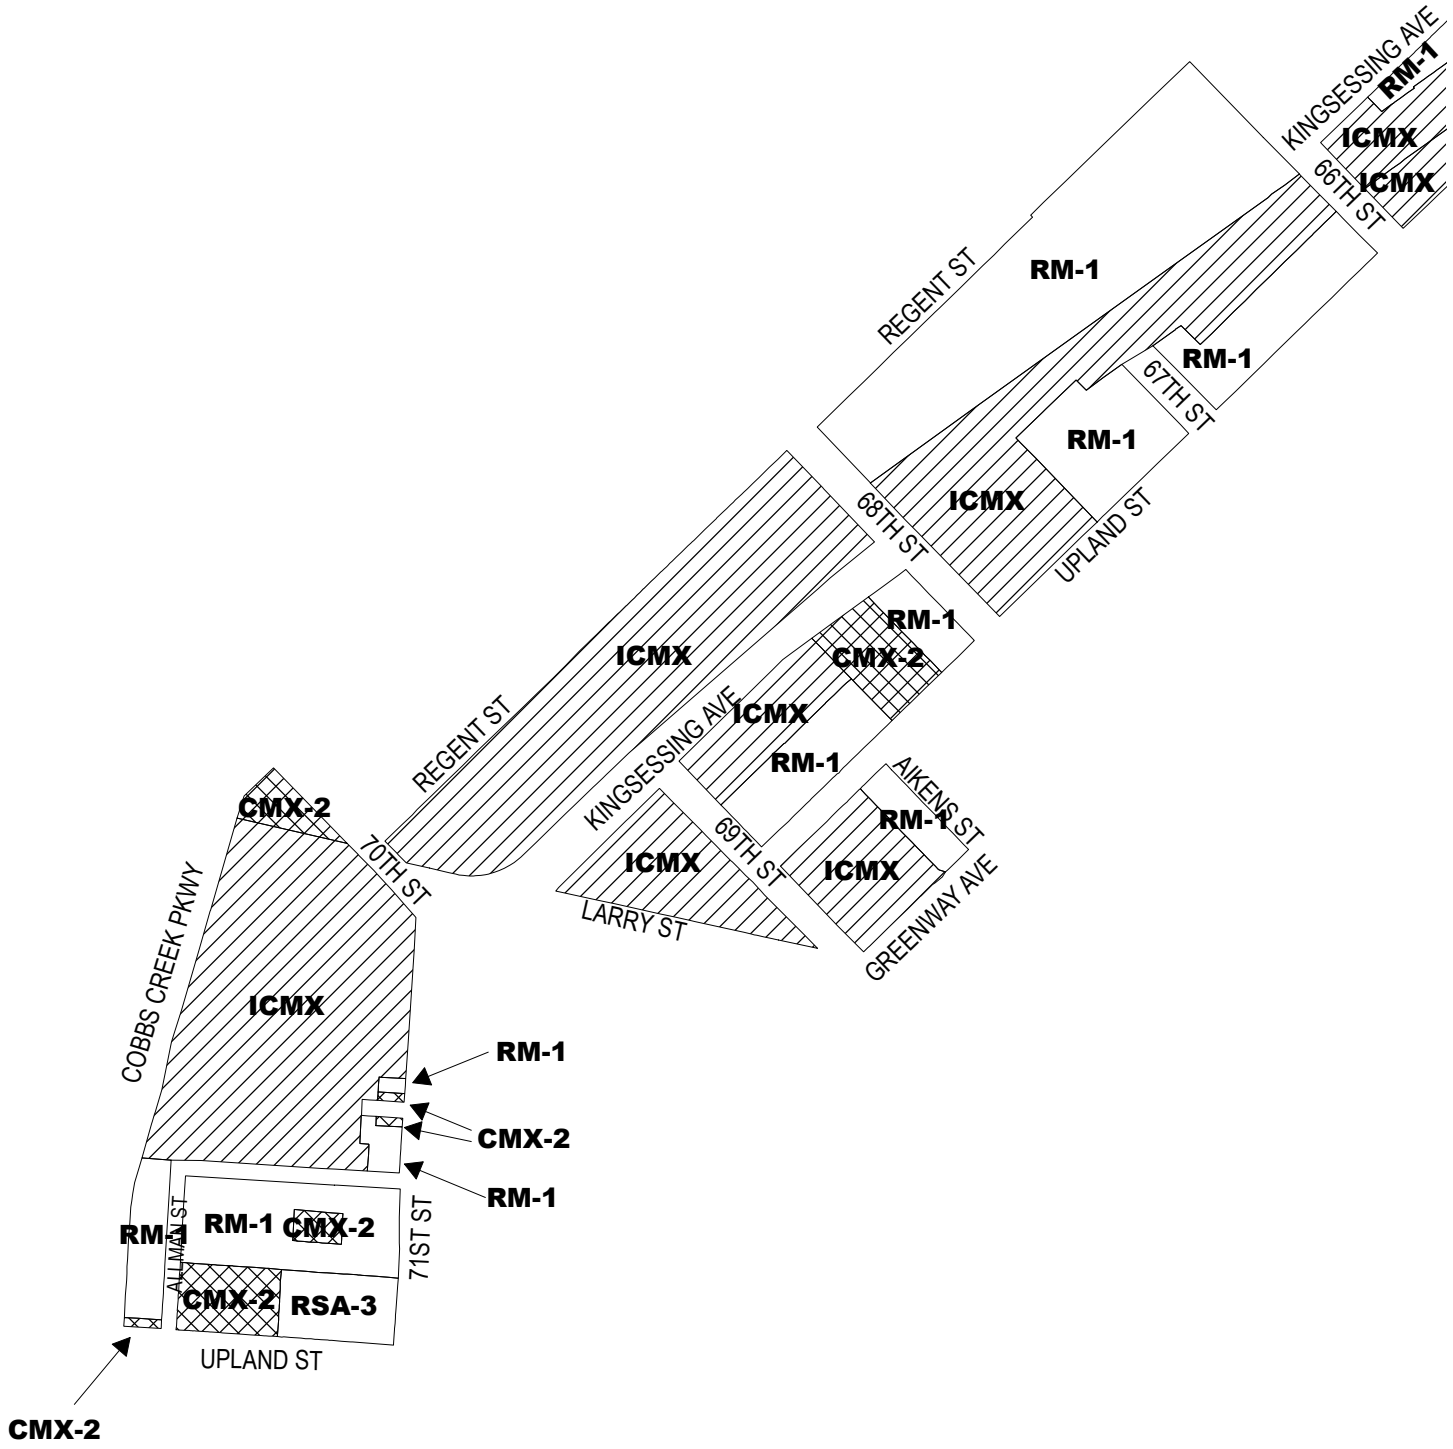 KINGSESSING AVE
RM-1
ICMX
ICMX
66TH ST
REGENT ST
RM-1
RM-1
67TH ST
RM-1
ICMX
68TH ST
UPLAND ST
RM-1
ICMX
CMX-2
REGENT ST
KINGSESSING AVE
ICMX
RM-1
AIKENS ST
CMX-2
RM-1
70TH ST
69TH ST
ICMX
ICMX
LARRY ST
GREENWAY AVE
COBBS CREEK PKWY
ICMX
RM-1
CMX-2
RM-1
RM-1
ALLMAN ST
RM-1
CMX-2
71ST ST
CMX-2
RSA-3
UPLAND ST
CMX-2